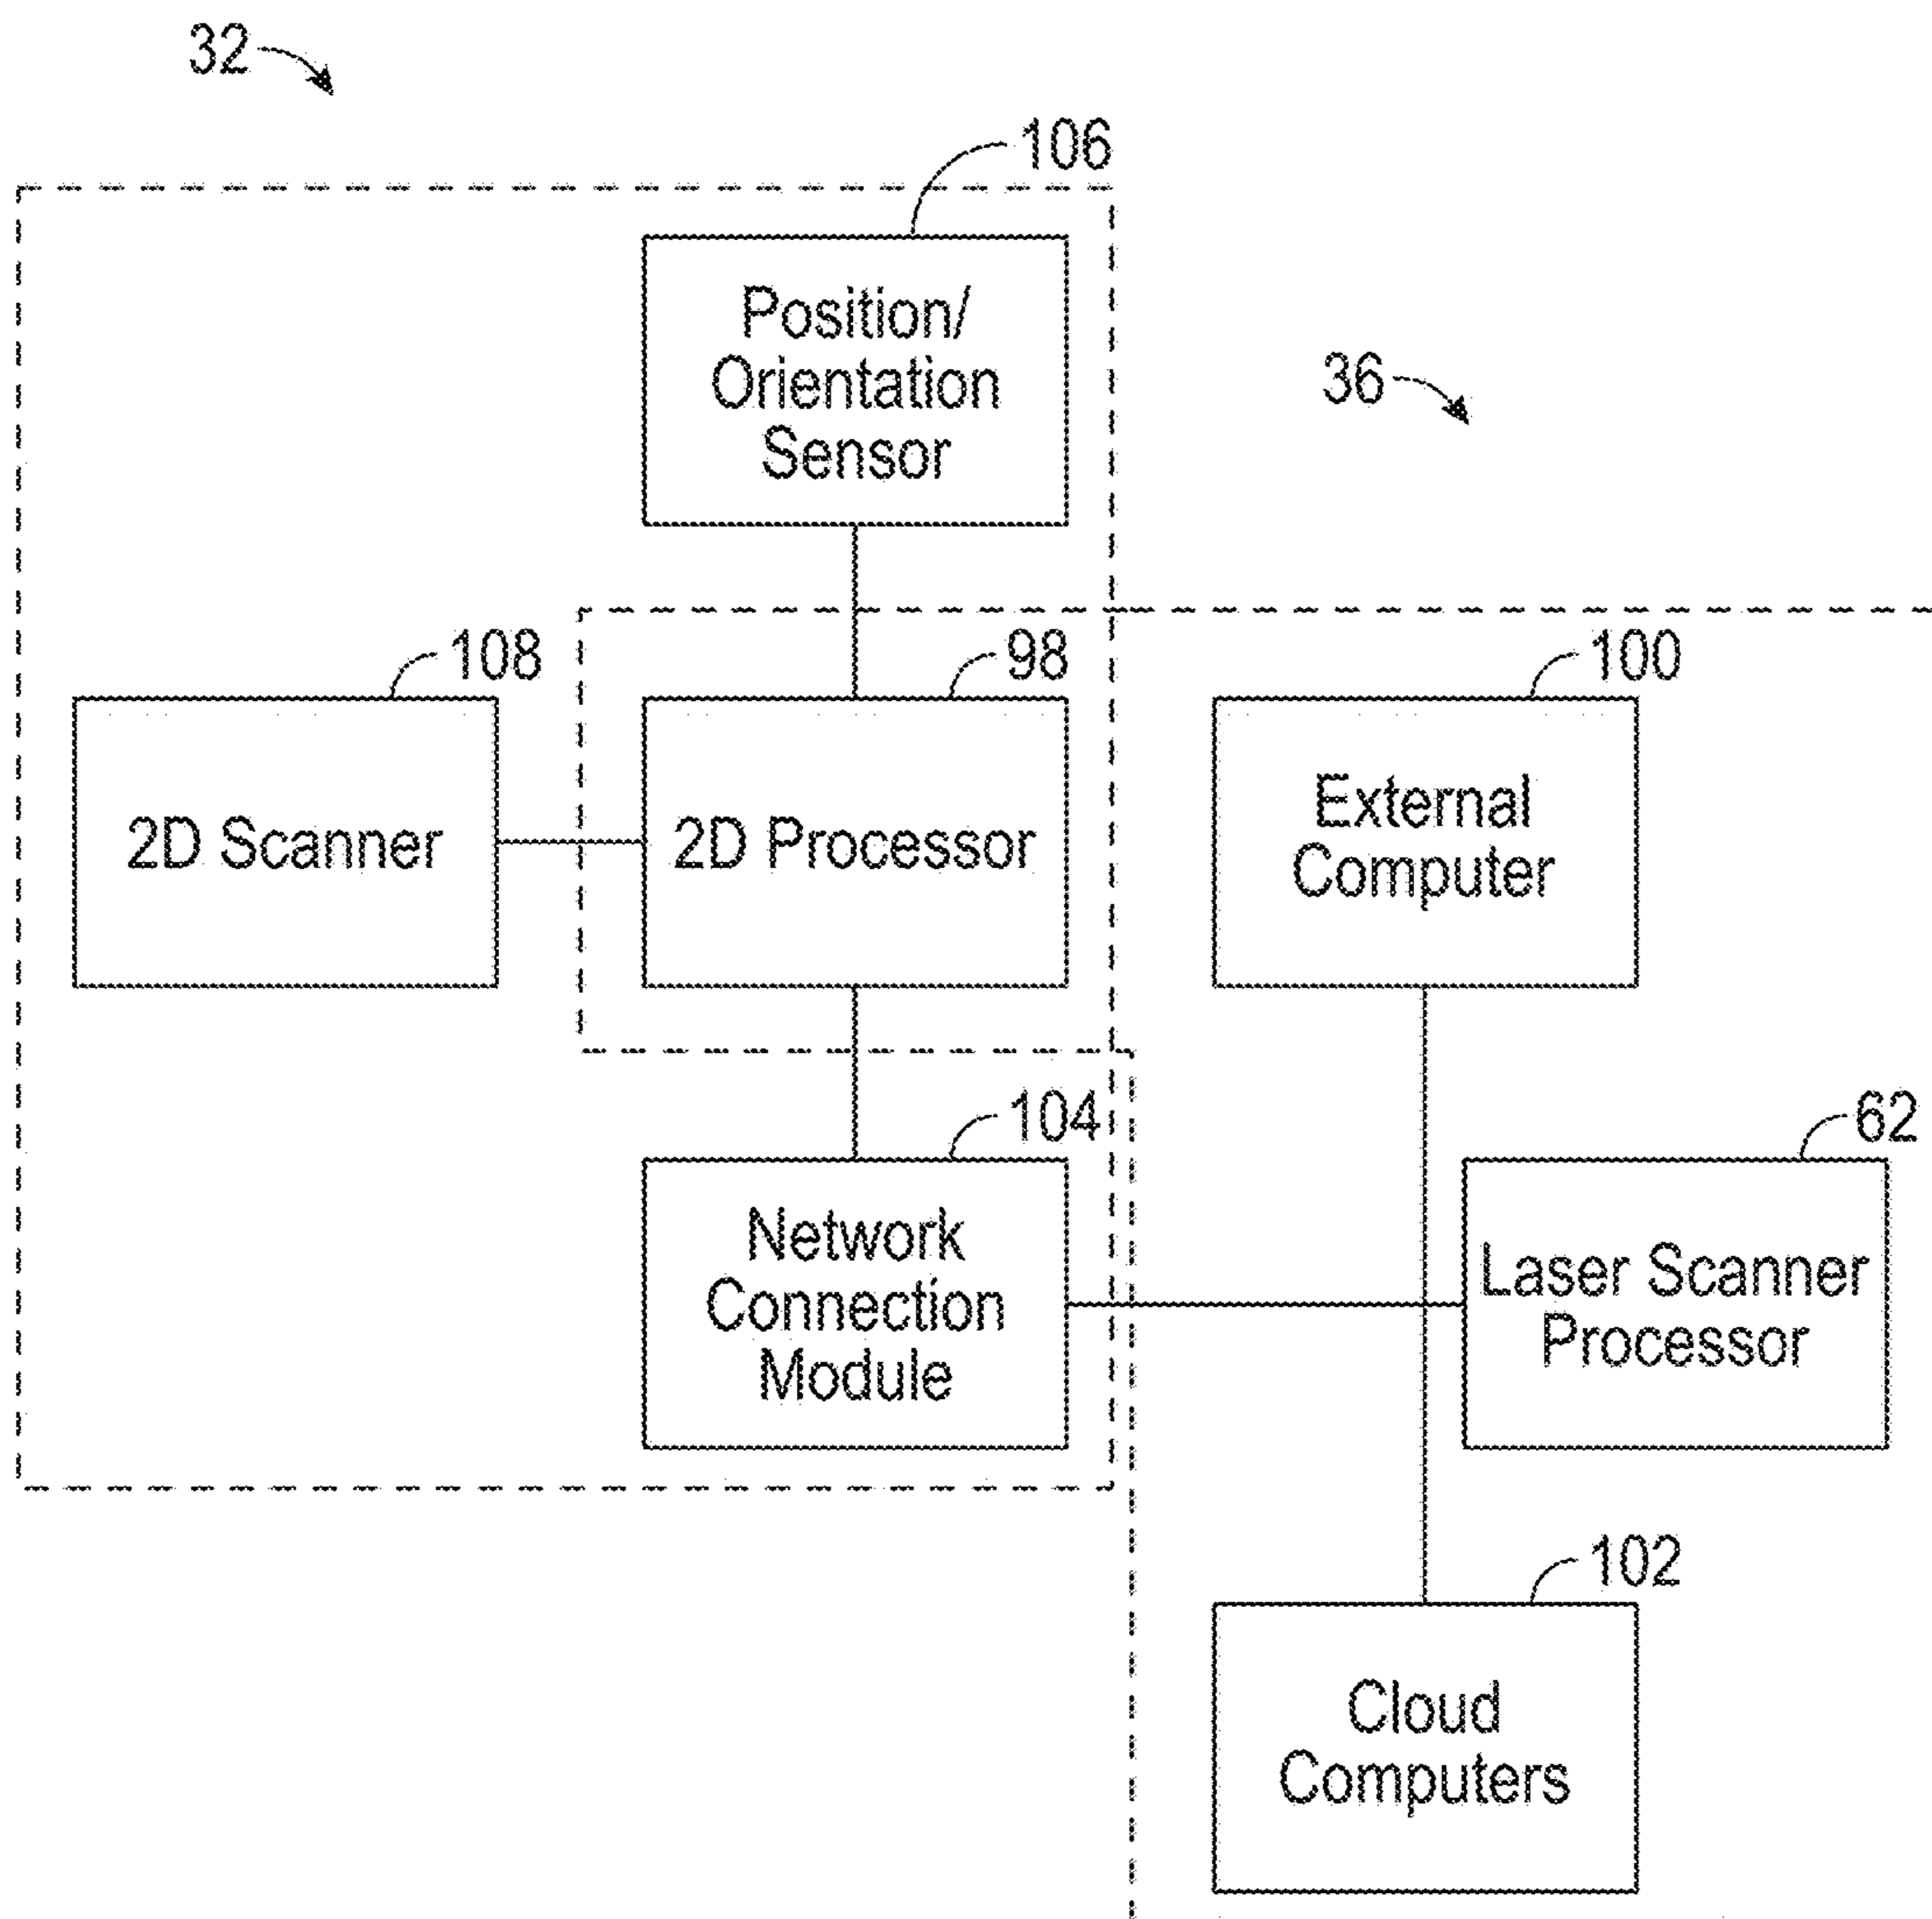 32
106
Position/
Orientation
Sensor
36
108
98
100
2D Scanner
2D Processor
External
Computer
104
62
Network
Connection
Module
Laser Scanner
Processor
102
Cloud
Computers